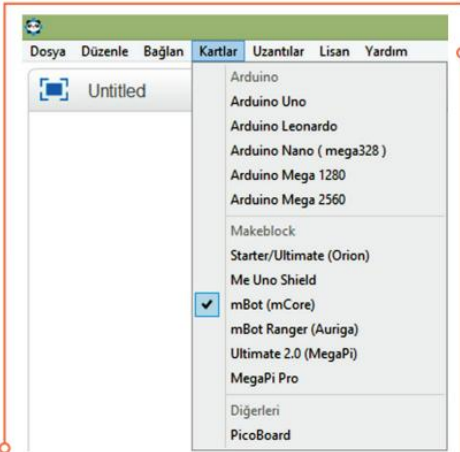 Dosya Düzenle Bağlan Kartlar Uzantılar Lisan Yardım
Untitled
Arduino
Arduino Uno
Arduino Leonardo
Arduino Nano ( mega328 )
Arduino Mega 1280
Arduino Mega 2560
Makeblock
Starter/Ultimate (Orion)
Me Uno Shield
mBot (mCore)
mBot Ranger (Auriga)
Ultimate 2.0 (MegaPi)
MegaPi Pro
Diğerleri
PicoBoard